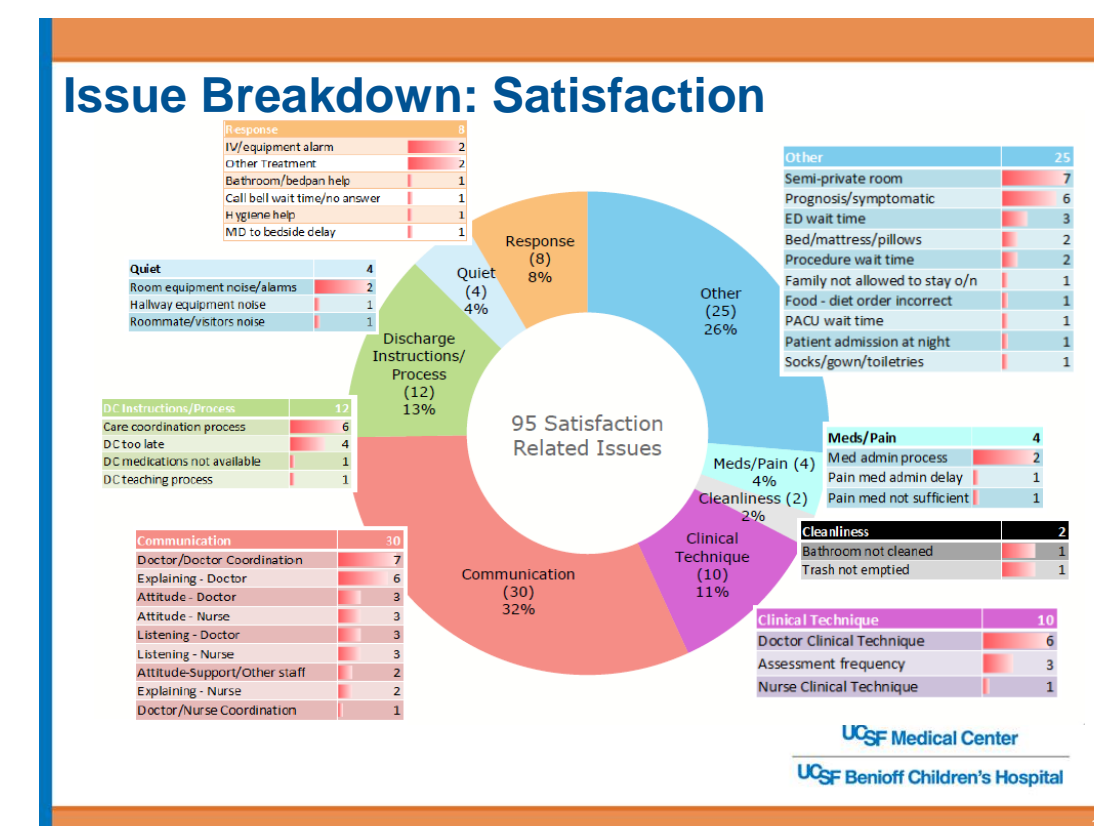 Issue Breakdown: Satisfaction
Response 8
IV/equipment alarm 2
Other Treatment 2
Bathroom/bedpan help 1
Call bell wait time/no answer 1
Hygiene help 1
MD to bedside delay 1
Quiet 4
Room equipment noise/alarms 2
Hallway equipment noise 1
Roommate/visitors noise 1
DC Instructions/Process 12
Care coordination process 6
DC too late 4
DC medications not available 1
DC teaching process 1
Communication 30
Doctor/Doctor Coordination 7
Explaining - Doctor 6
Attitude - Doctor 3
Attitude - Nurse 3
Listening - Doctor 3
Listening - Nurse 3
Attitude-Support/Other staff 2
Explaining - Nurse 2
Doctor/Nurse Coordination 1
Response
(8)
8%
Quiet
(4)
4%
Discharge
Instructions/
Process
(12)
13%
Communication
(30)
32%
95 Satisfaction
Related Issues
Other
(25)
26%
Meds/Pain (4)
4%
Cleanliness (2)
2%
Clinical
Technique
(10)
11%
Other 25
Semi-private room 7
Prognosis/symptomatic 6
ED wait time 3
Bed/mattress/pillows 2
Procedure wait time 2
Family not allowed to stay o/n 1
Food - diet order incorrect 1
PACU wait time 1
Patient admission at night 1
Socks/gown/toiletries 1
Meds/Pain 4
Med admin process 2
Pain med admin delay 1
Pain med not sufficient 1
Cleanliness 2
Bathroom not cleaned 1
Trash not emptied 1
Clinical Technique 10
Doctor Clinical Technique 6
Assessment frequency 3
Nurse Clinical Technique 1
UCSF Medical Center
UCSF Benioff Children's Hospital